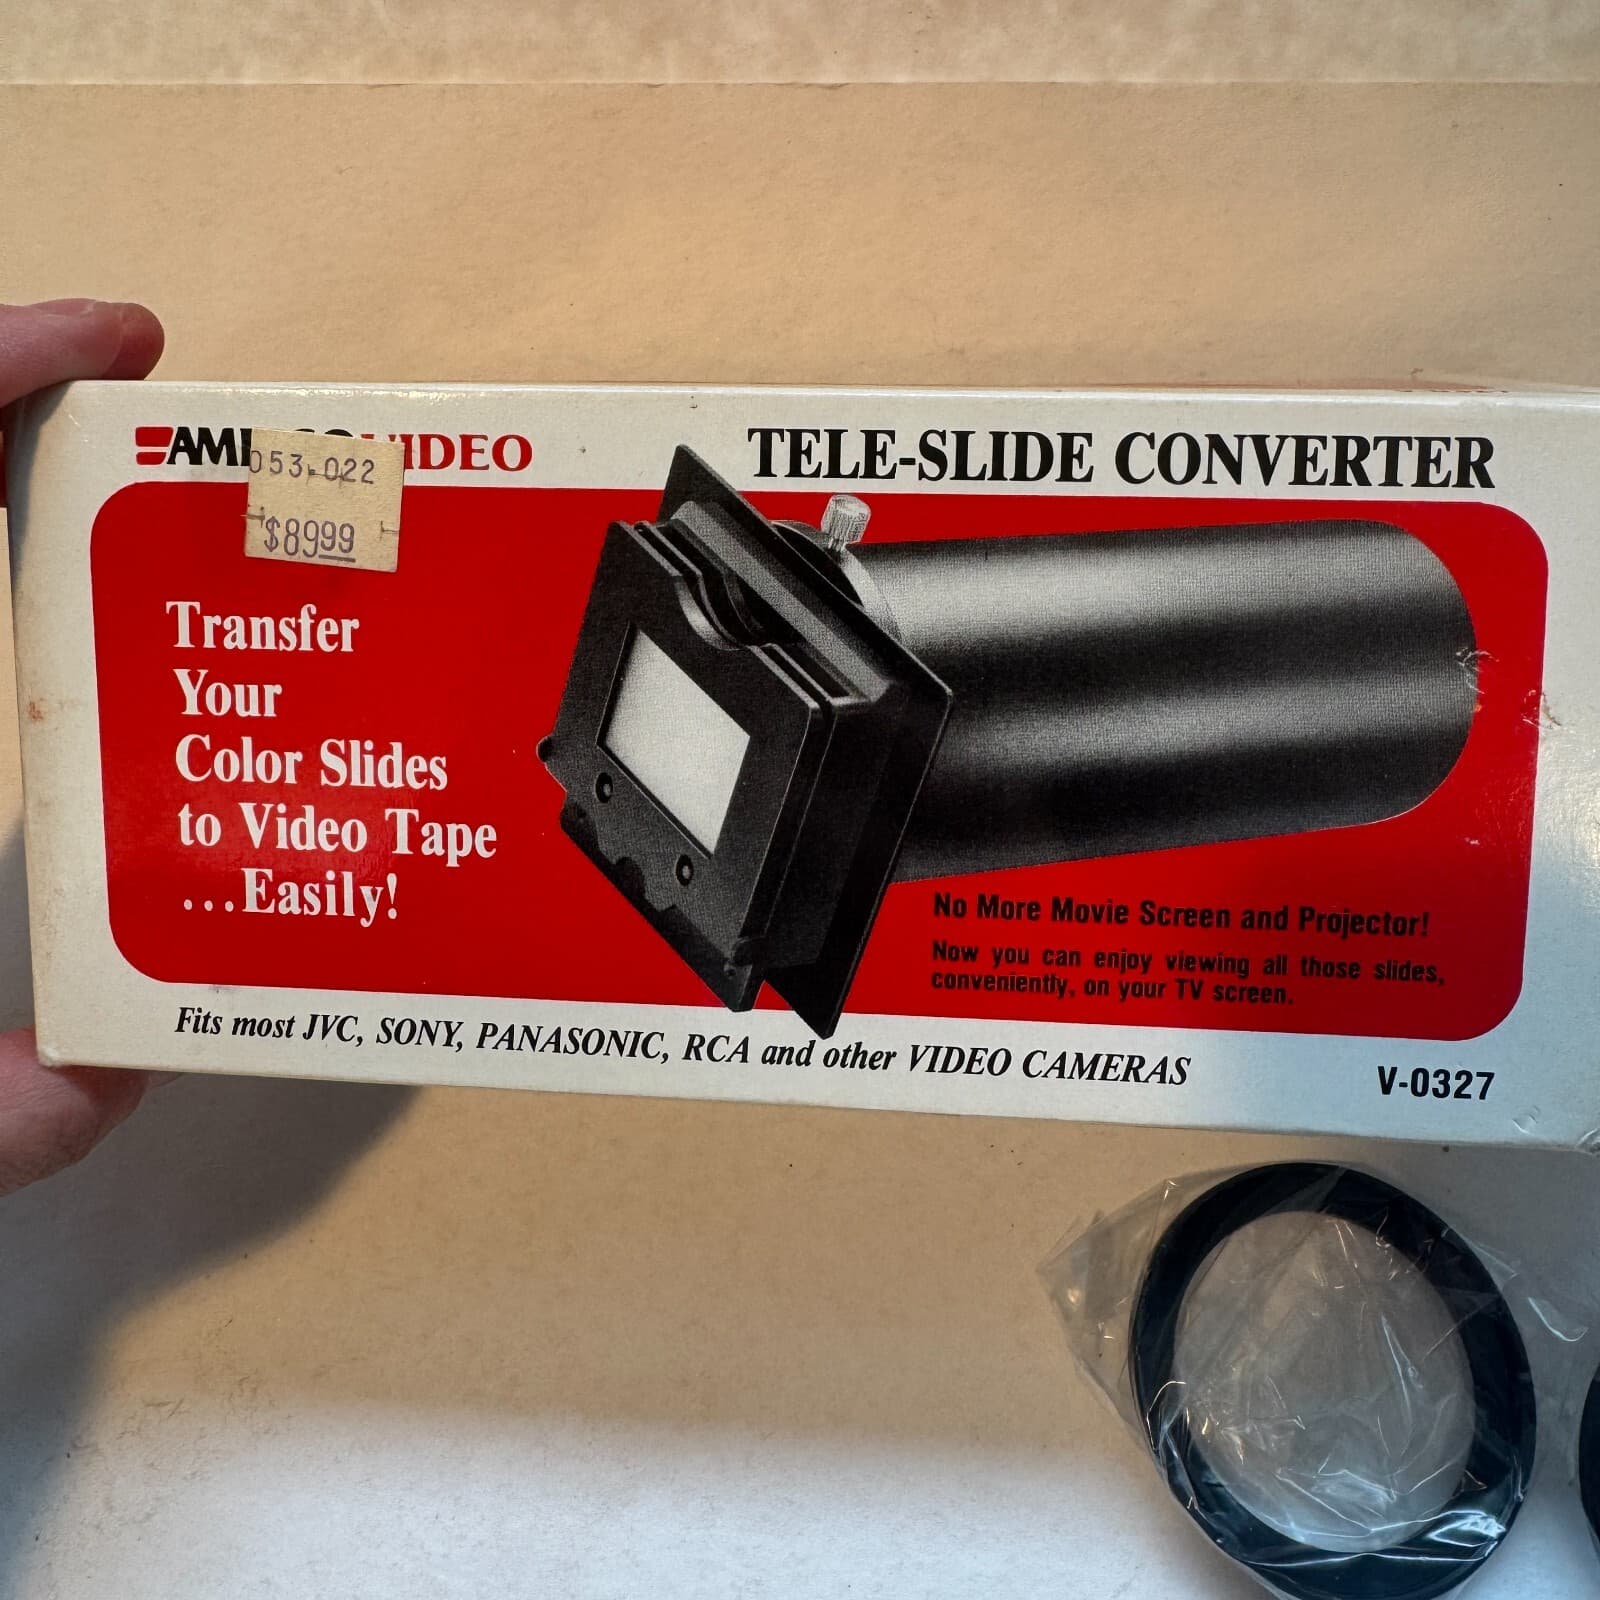 VIDEO
TELE-SLIDE CONVERTER
053-022
$89.99
Transfer
Your
Color Slides
to Video Tape
...Easily!
No More Movie Screen and Projector!
Now you can enjoy viewing all those slides,
conveniently, on your TV screen.
Fits most JVC, SONY, PANASONIC, RCA and other VIDEO CAMERAS
V-0327